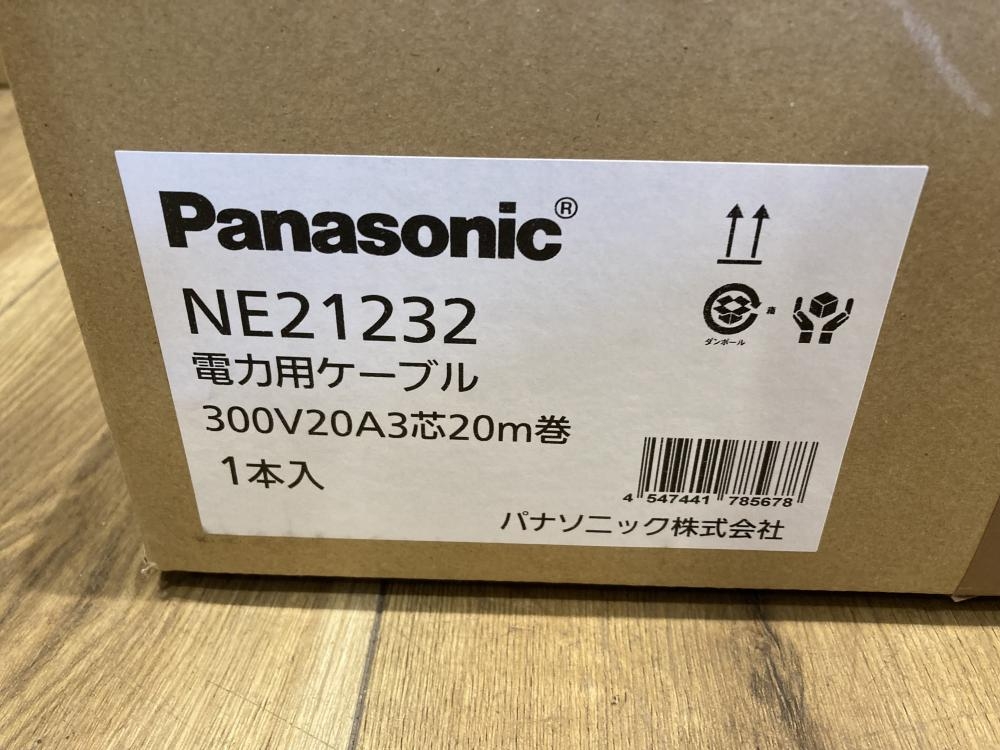 Panasonic®
NE21232
電力用ケーブル
300V20A3芯20m巻
1本入
ダンボール
4 547441 785678
パナソニック株式会社